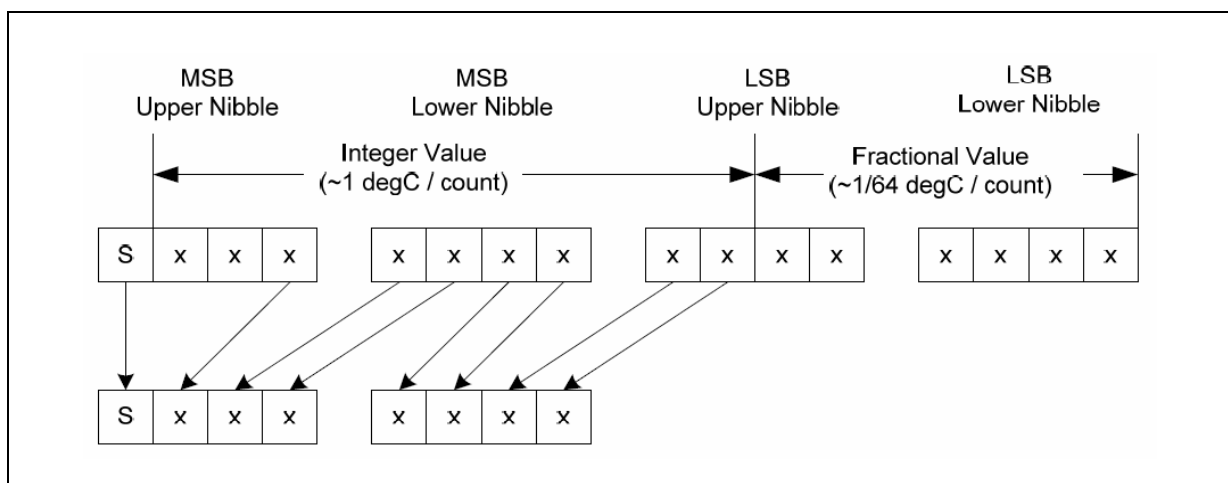 MSB
Upper Nibble
MSB
Lower Nibble
LSB
Upper Nibble
LSB
Lower Nibble
Integer Value
(~1 degC / count)
Fractional Value
(~1/64 degC / count)
S x x x x x x x x x x x x x x x
S x x x x x x x